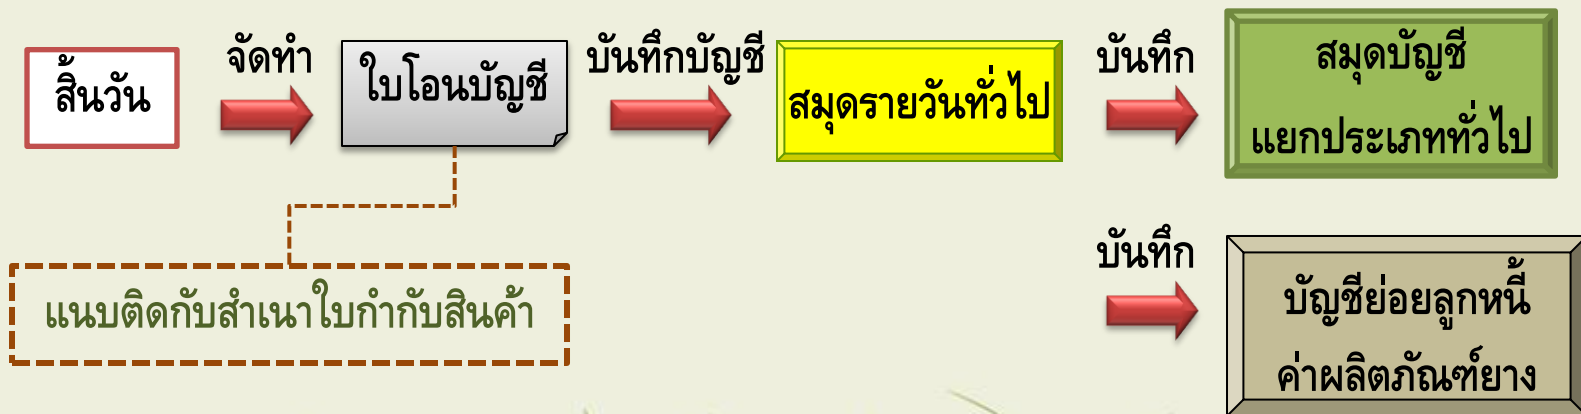 สิ้นวัน
จัดทำ
ใบโอนบัญชี
บันทึกบัญชี
สมุดรายวันทั่วไป
บันทึก
สมุดบัญชี
แยกประเภททั่วไป
แนบติดกับสำเนาใบกำกับสินค้า
บันทึก
บัญชีย่อยลูกหนี้
ค่าผลิตภัณฑ์ยาง